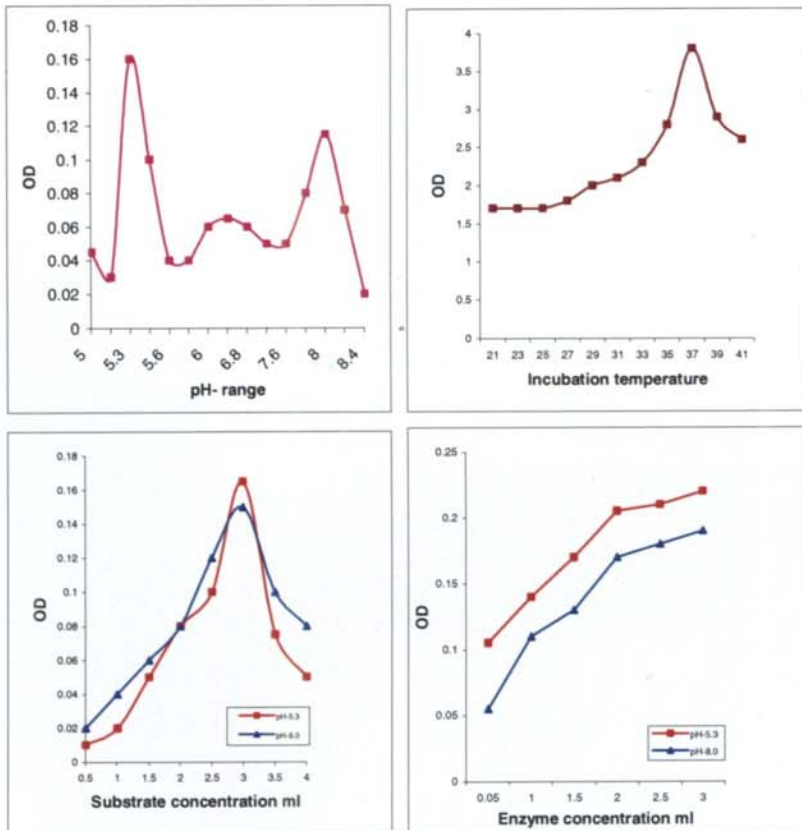 OD
0.18
0.16
0.14
0.12
0.1
0.08
0.06
0.04
0.02
0
5
5.3
5.6
6
6.8
7.6
8
8.4
pH- range
OD
4
3.5
3
2.5
2
1.5
1
0.5
0
21 23 25 27 29 31 33 35 37 39 41
Incubation temperature
OD
0.18
0.16
0.14
0.12
0.1
0.08
0.06
0.04
0.02
0
0.5 1 1.5 2 2.5 3 3.5 4
pH-5.3
pH-8.0
Substrate concentration ml
OD
0.25
0.2
0.15
0.1
0.05
0
0.05 1 1.5 2 2.5 3
pH-5.3
pH-8.0
Enzyme concentration ml